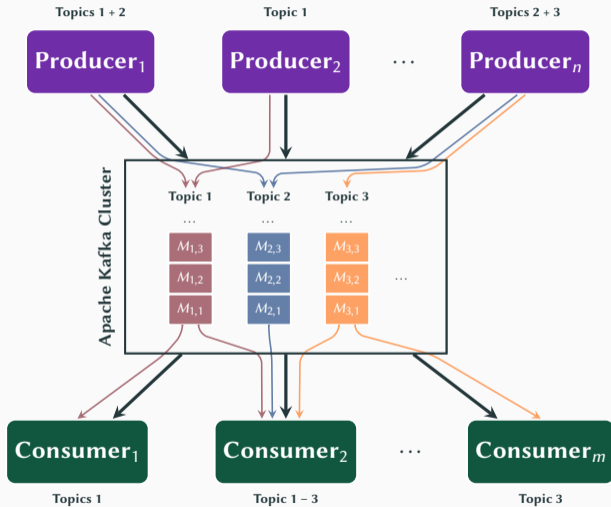 Topics 1 + 2
Topic 1
Topics 2 + 3
Producer₁
Producer₂
...
Producerₙ
Apache Kafka Cluster
Topic 1
Topic 2
Topic 3
...
...
...
M₁,₃
M₂,₃
M₃,₃
M₁,₂
M₂,₂
M₃,₂
...
M₁,₁
M₂,₁
M₃,₁
Consumer₁
Consumer₂
...
Consumerₘ
Topics 1
Topic 1 – 3
Topic 3